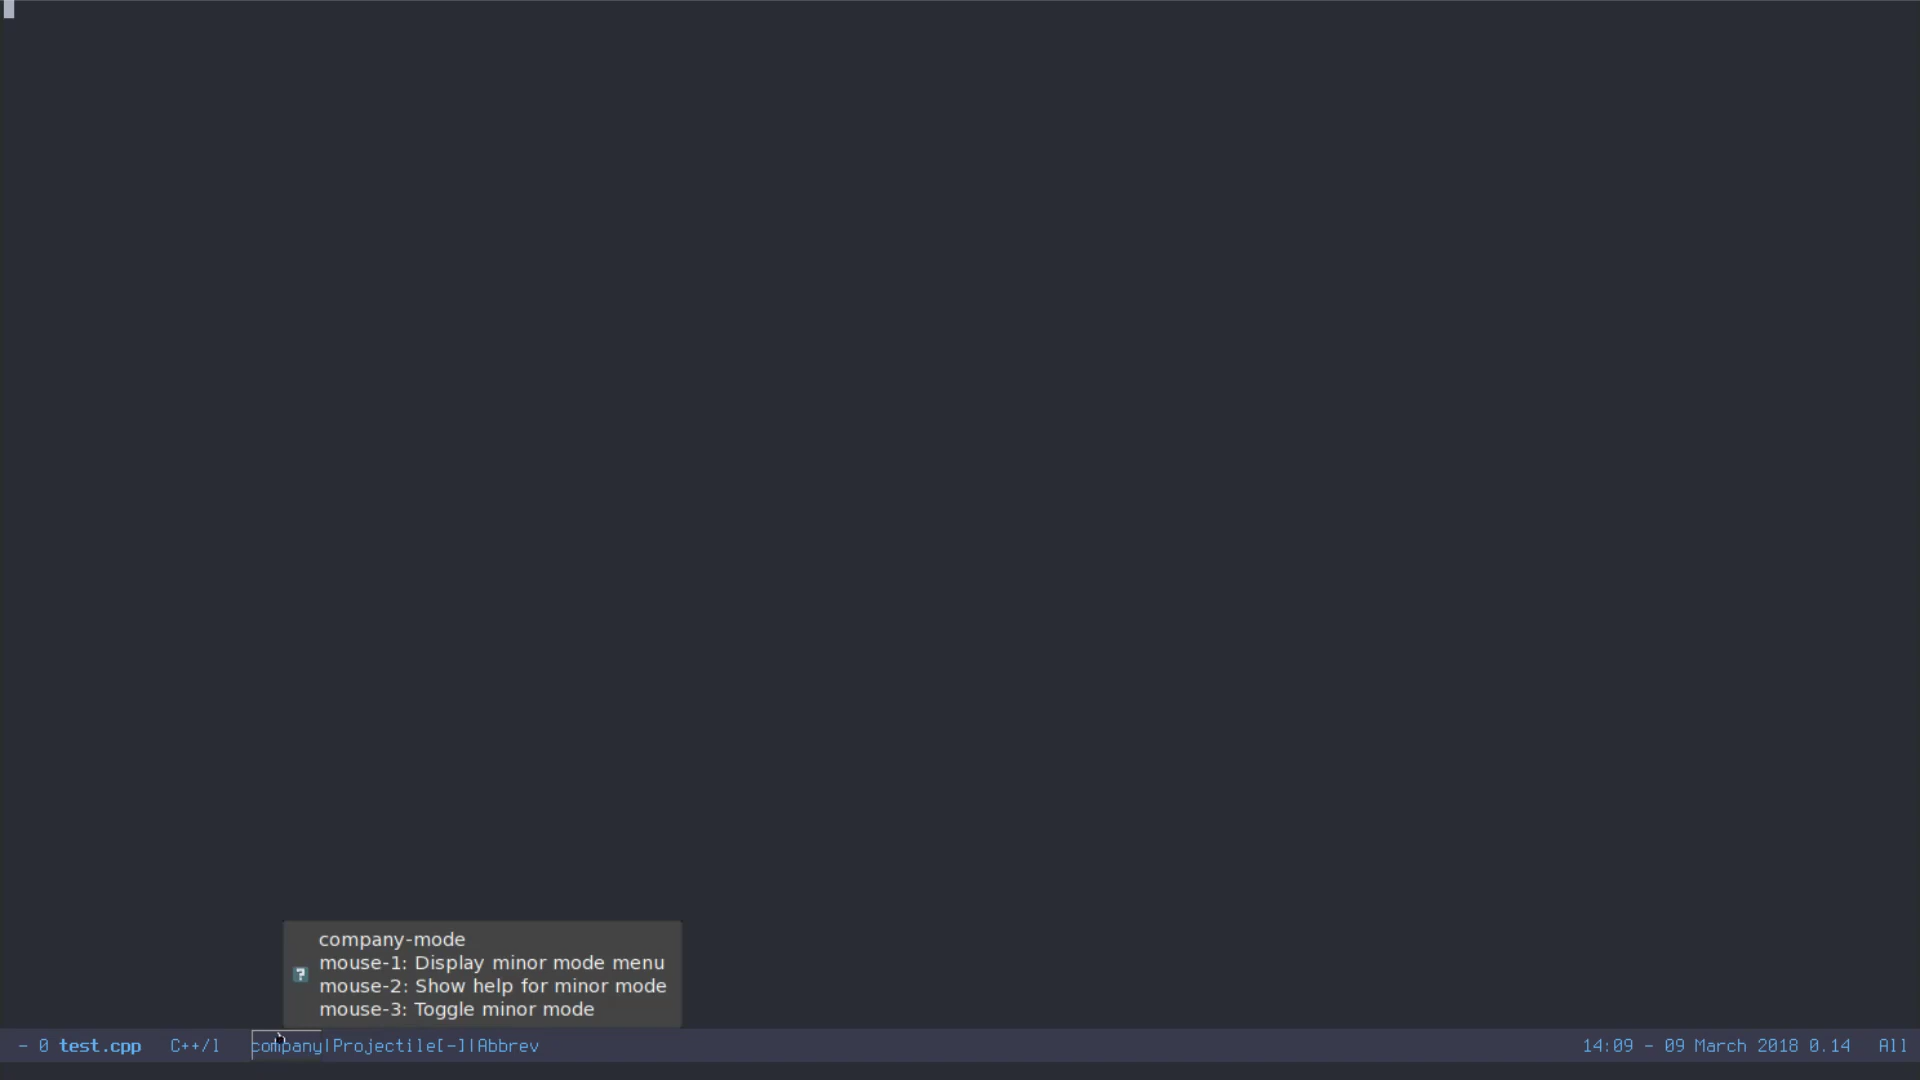 company-mode
mouse-1: Display minor mode menu
mouse-2: Show help for minor mode
mouse-3: Toggle minor mode
- 0 test.cpp C++/l company|Projectile[-]|Abbrev 14:09 - 09 March 2018 0.14 All